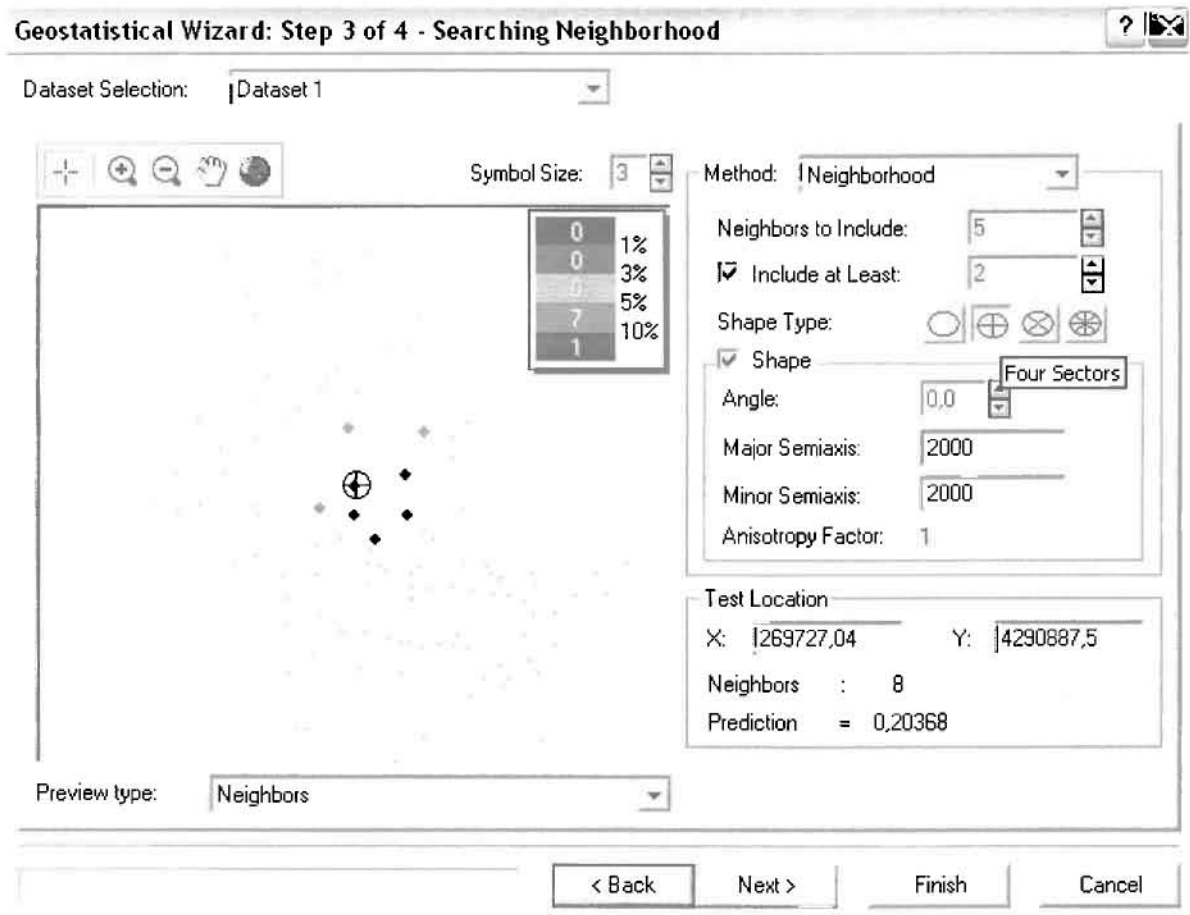 Geostatistical Wizard: Step 3 of 4 - Searching Neighborhood
?
Dataset Selection: Dataset 1
Symbol Size: 3
Method: Neighborhood
0
0
0
7
1
1%
3%
5%
10%
Neighbors to Include: 5
Include at Least: 2
Shape Type:
Shape
Four Sectors
Angle: 0,0
Major Semiaxis: 2000
Minor Semiaxis: 2000
Anisotropy Factor: 1
Test Location
X: 269727,04 Y: 4290887,5
Neighbors : 8
Prediction = 0,20368
Preview type: Neighbors
< Back Next > Finish Cancel